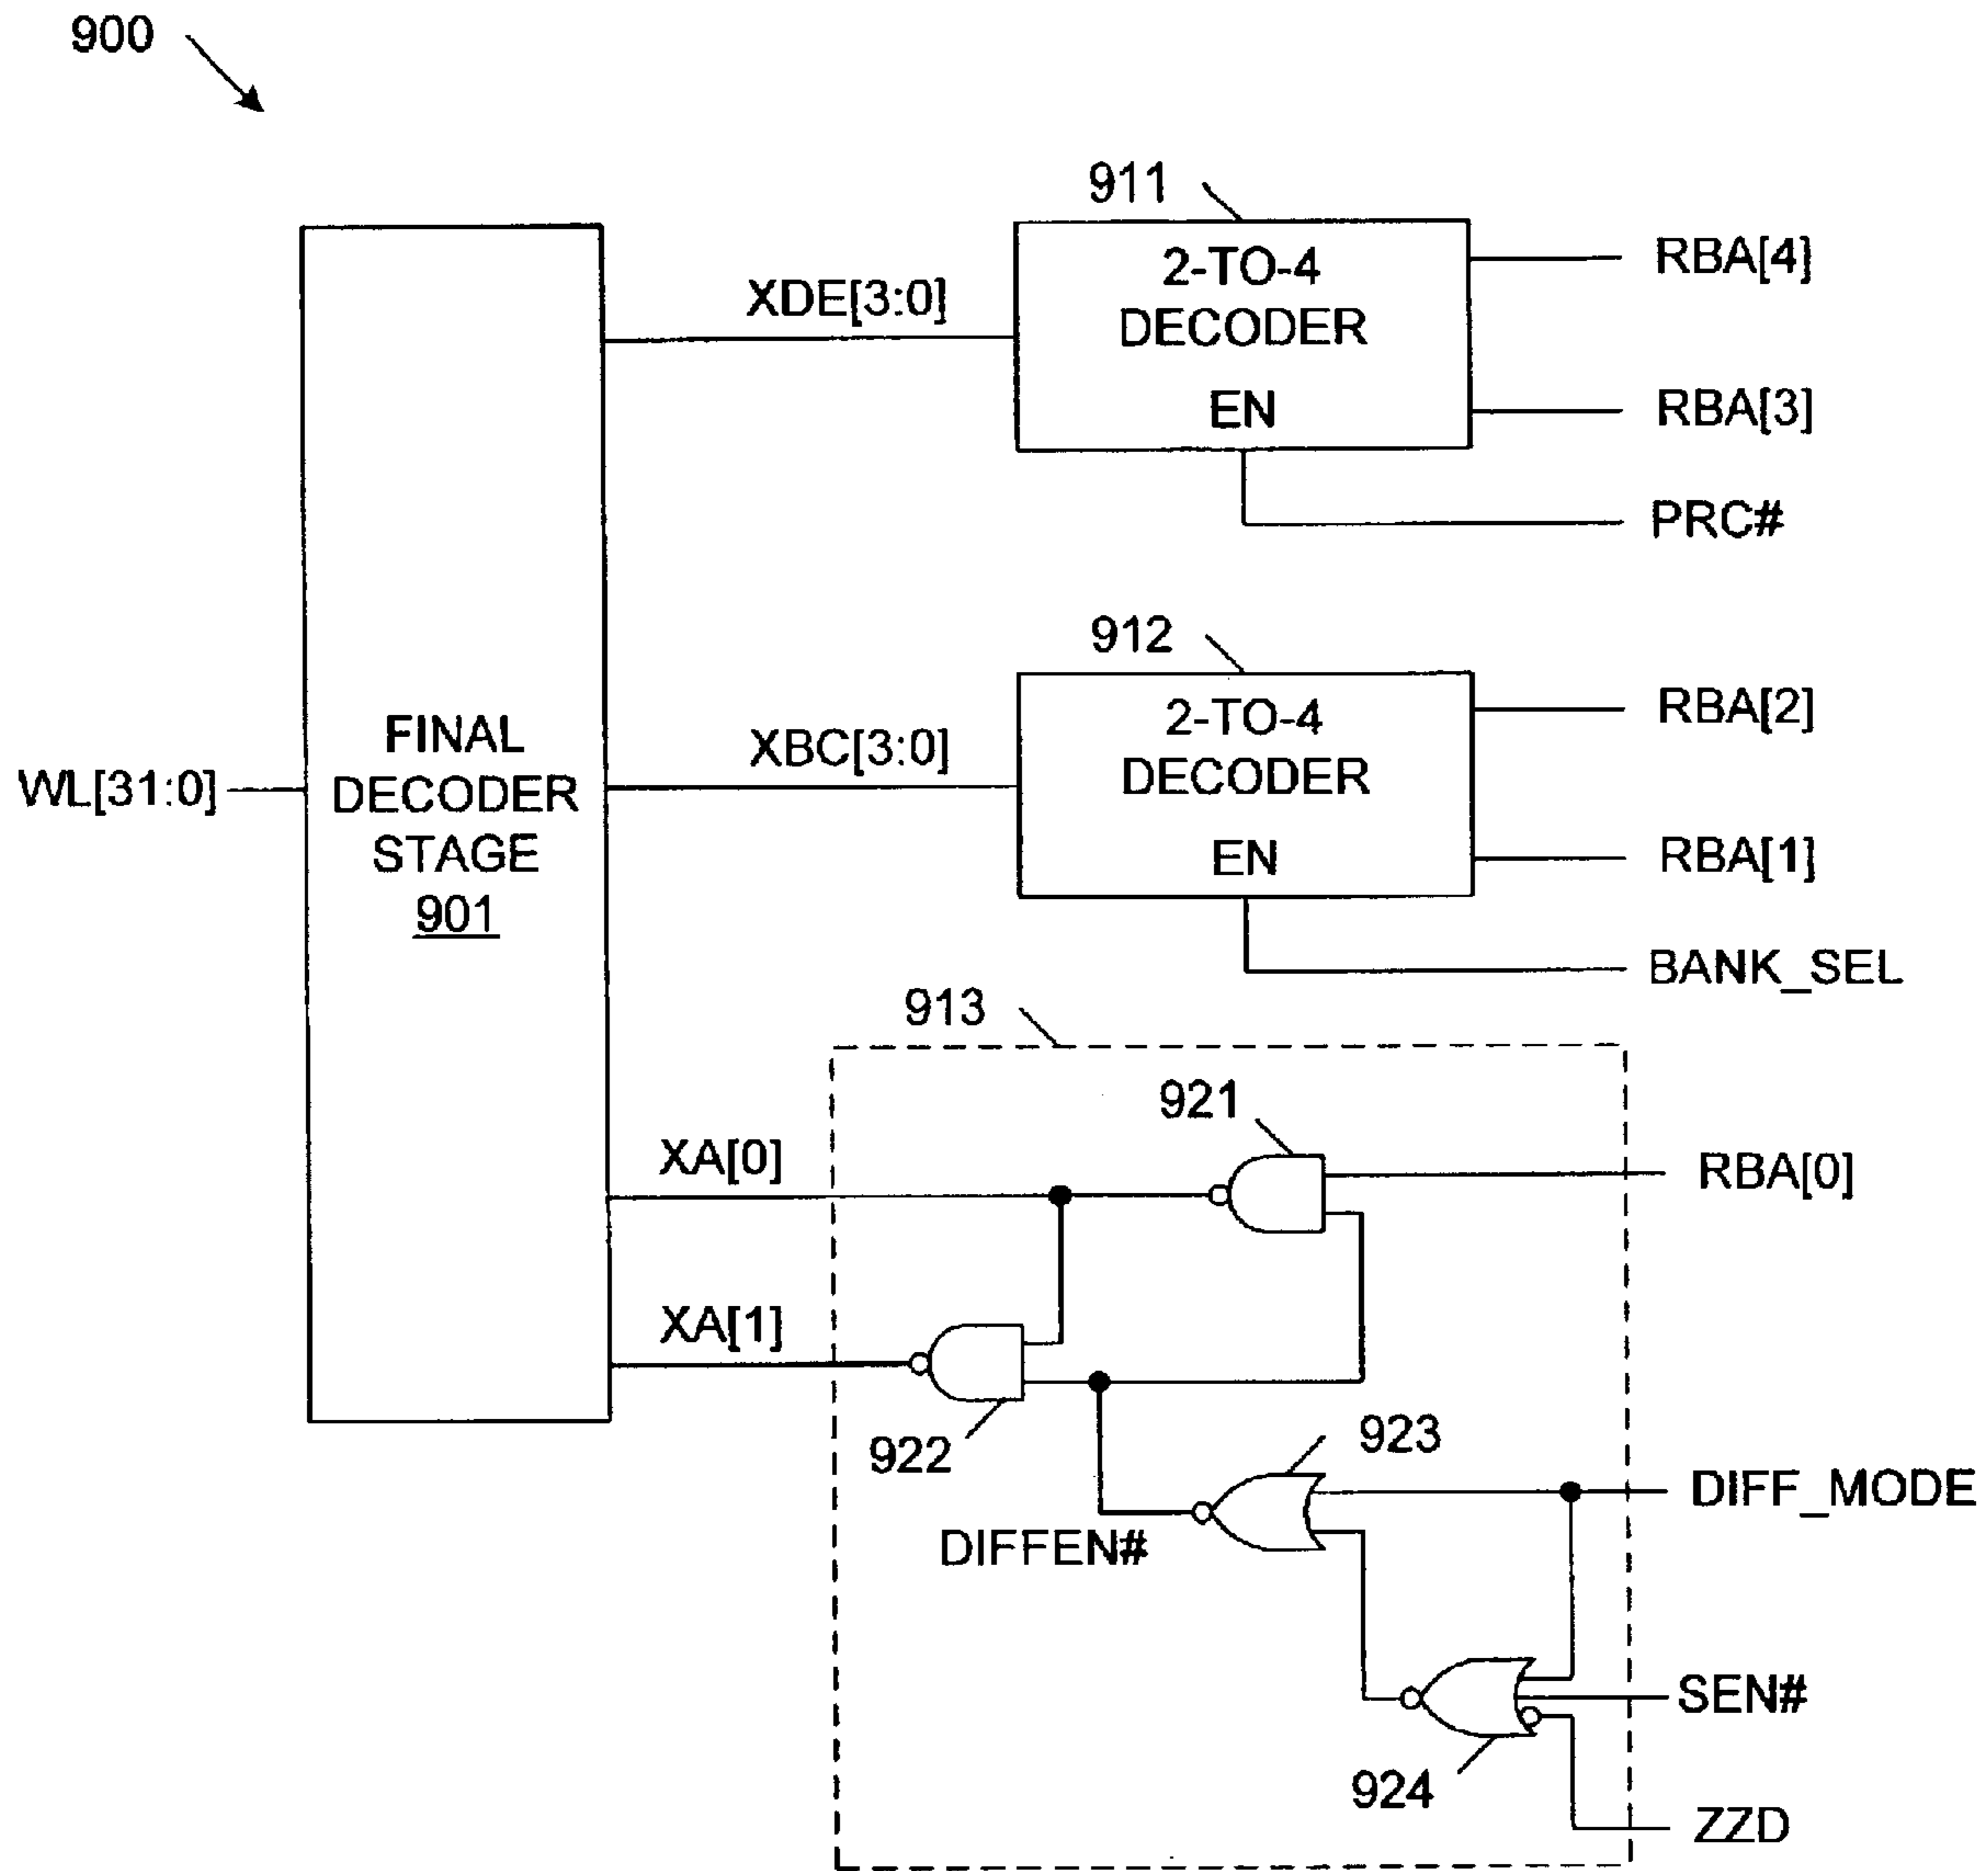 900
911
2-TO-4
DECODER
EN
RBA[4]
RBA[3]
PRC#
XDE[3:0]
912
2-TO-4
DECODER
EN
RBA[2]
RBA[1]
BANK_SEL
XBC[3:0]
WL[31:0]
FINAL
DECODER
STAGE
901
913
921
RBA[0]
XA[0]
XA[1]
922
923
DIFF_MODE
DIFFEN#
SEN#
924
ZZD